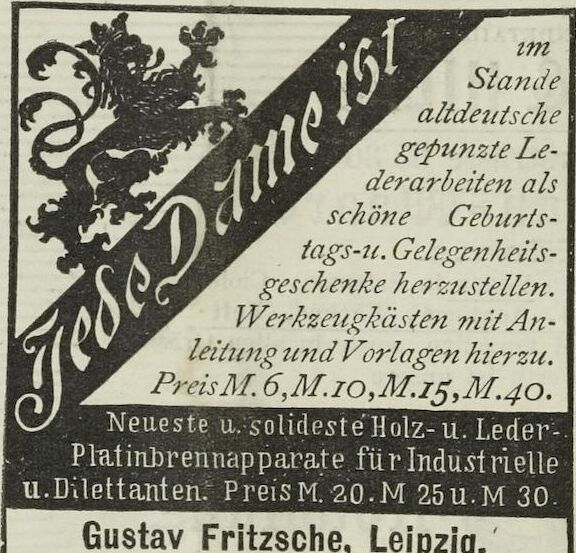 Jede Dame ist
im
Stande
altdeutsche
gepunzte Le-
derarbeiten als
schöne Geburts-
tags-u. Gelegenheits-
geschenke herzustellen.
Werkzeugkästen mit An-
leitung und Vorlagen hierzu.
Preis M. 6, M. 10, M. 15, M. 40.
Neueste u. solideste Holz- u. Leder-
Platinbrennapparate für Industrielle
u. Dilettanten. Preis M. 20. M 25 u. M 30.
Gustav Fritzsche, Leipzig.